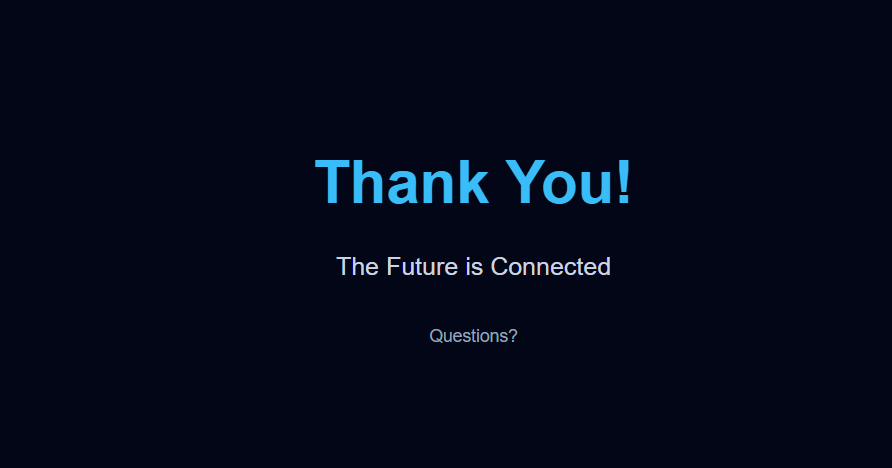 Thank You!
The Future is Connected
Questions?